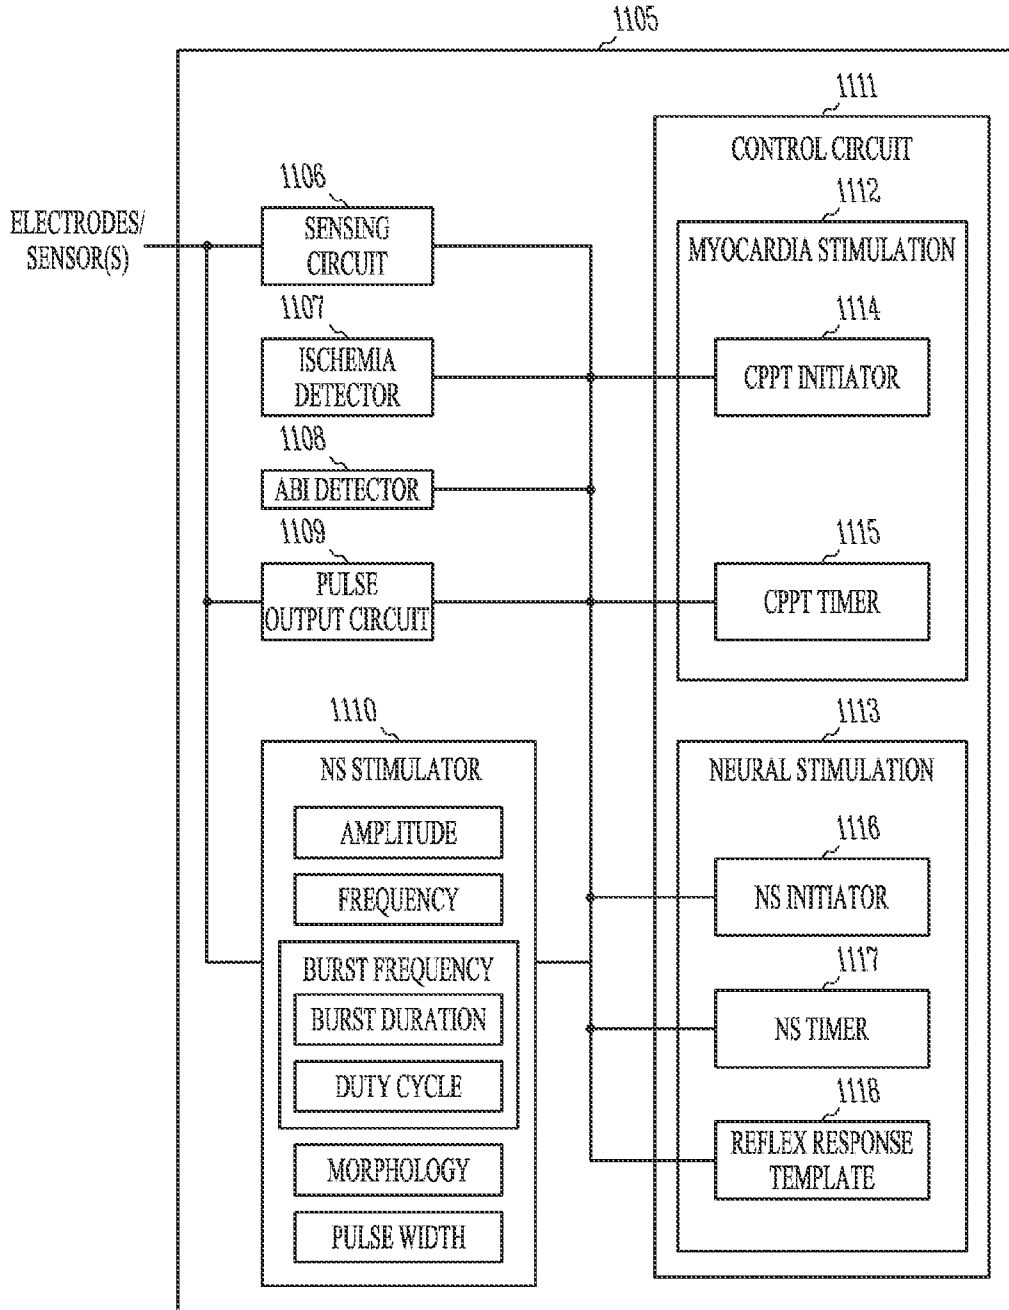 1105
1111
CONTROL CIRCUIT
1106
1112
ELECTRODES/
SENSOR(S)
SENSING
CIRCUIT
MYOCARDIA STIMULATION
1107
1114
ISCHEMIA
DETECTOR
CPPT INITIATOR
1108
ABI DETECTOR
1109
1115
PULSE
OUTPUT CIRCUIT
CPPT TIMER
1110
1113
NS STIMULATOR
NEURAL STIMULATION
AMPLITUDE
1116
FREQUENCY
NS INITIATOR
BURST FREQUENCY
1117
BURST DURATION
NS TIMER
DUTY CYCLE
1118
REFLEX RESPONSE
TEMPLATE
MORPHOLOGY
PULSE WIDTH